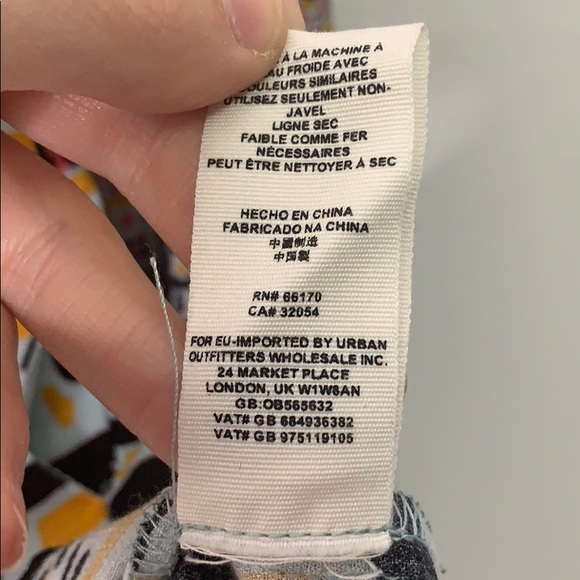 À LA MACHINE À
AU FROIDE AVEC
COULEURS SIMILAIRES
UTILISEZ SEULEMENT NON-
JAVEL
LIGNE SEC
FAIBLE COMME FER
NÉCESSAIRES
PEUT ÊTRE NETTOYER À SEC
HECHO EN CHINA
FABRICADO NA CHINA
中國制造
中国製
RN# 66170
CA# 32054
FOR EU-IMPORTED BY URBAN
OUTFITTERS WHOLESALE INC.
24 MARKET PLACE
LONDON, UK W1W8AN
GB:OB565632
VAT# GB 684936382
VAT# GB 975119105